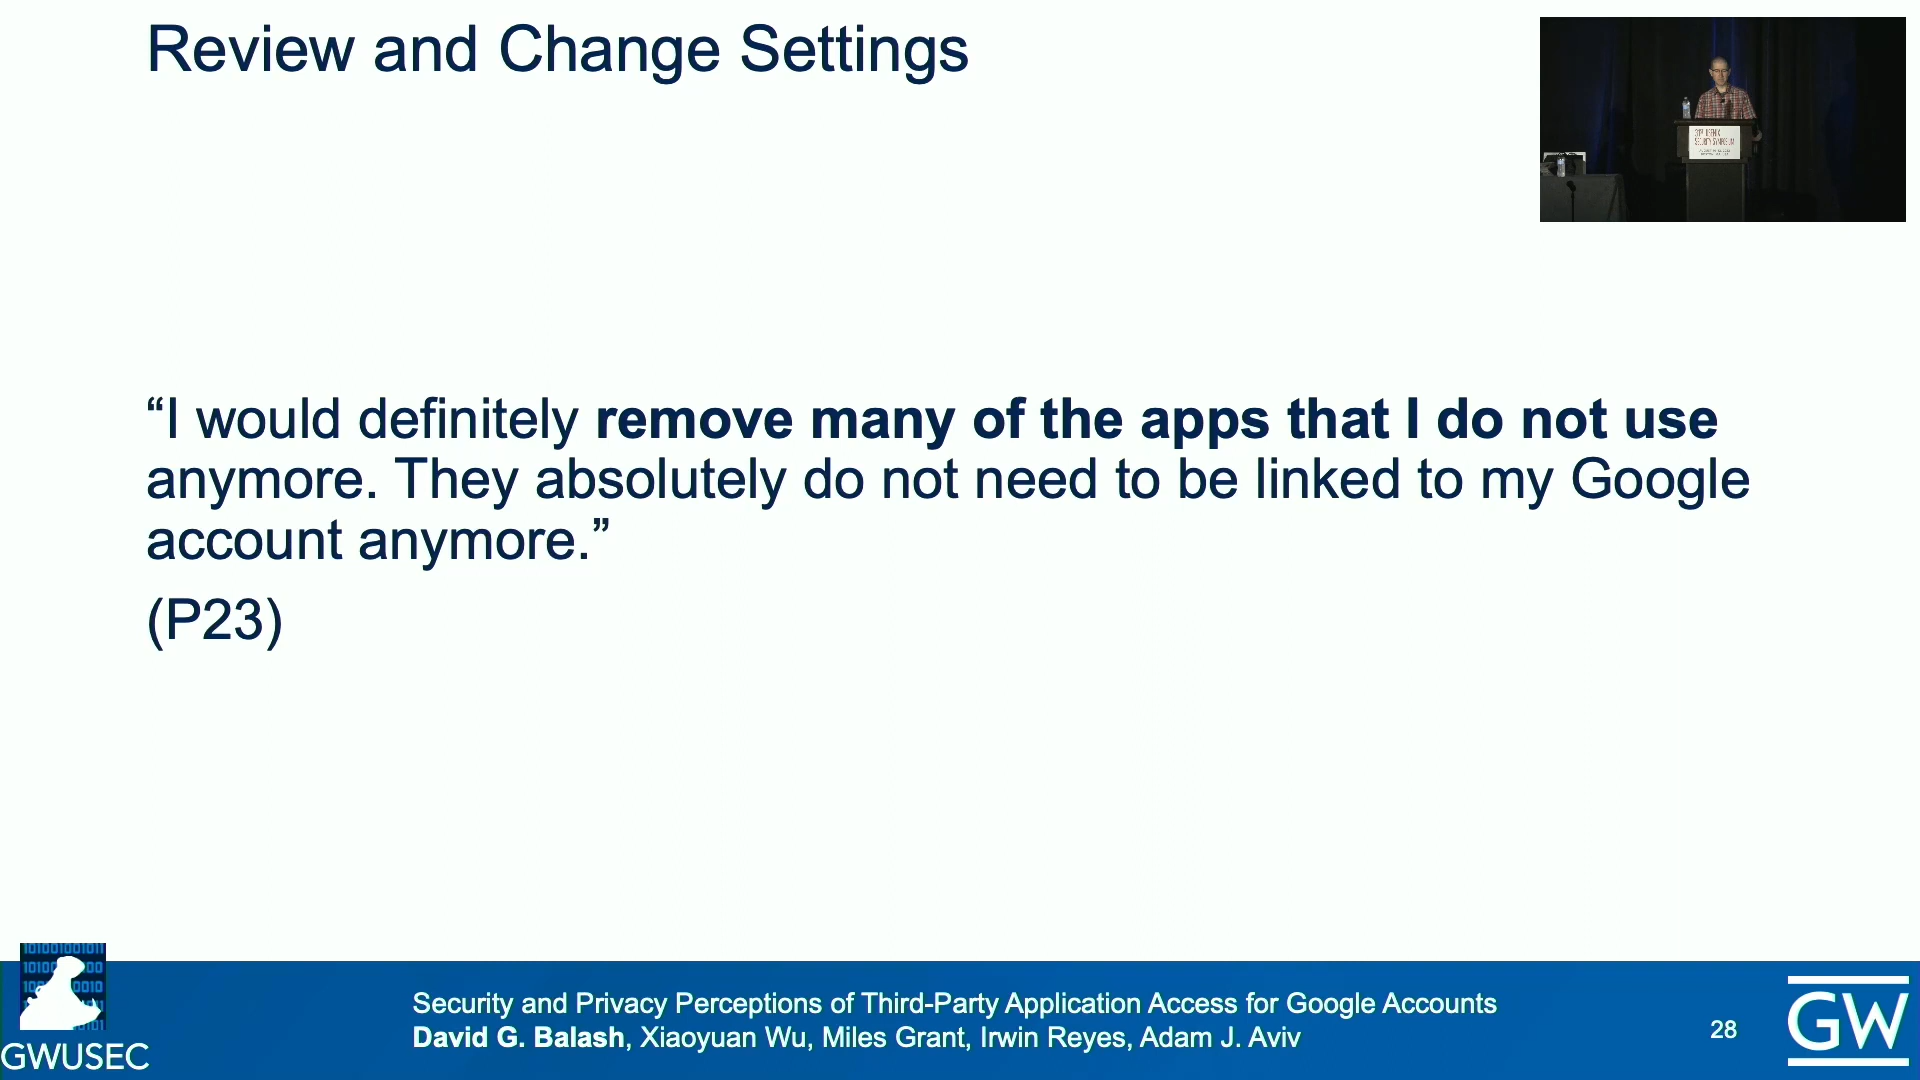 Review and Change Settings
“I would definitely remove many of the apps that I do not use
anymore. They absolutely do not need to be linked to my Google
account anymore.”
(P23)
Security and Privacy Perceptions of Third-Party Application Access for Google Accounts
David G. Balash, Xiaoyuan Wu, Miles Grant, Irwin Reyes, Adam J. Aviv
28
GWUSEC
GW
SECURITY SYMPOSIUM